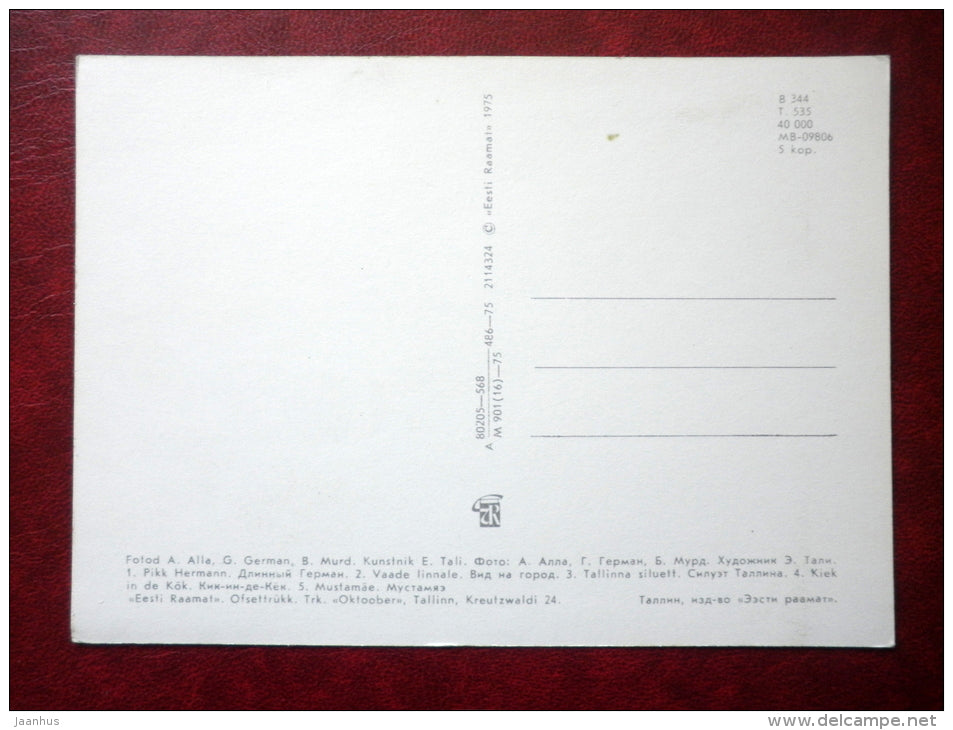 B 344
T. 535
40 000
MB-09806
5 kop.
A 80205—568 486—75 2114324 © «Eesti Raamat» 1975
M 901(16)—75
Fotod A. Alla, G. German, B. Murd. Kunstnik E. Tali. Фото: А. Алла, Г. Герман, Б. Мурд. Художник Э. Тали.
1. Pikk Hermann. Длинный Герман. 2. Vaade linnale. Вид на город. 3. Tallinna siluett. Силуэт Таллина. 4. Kiek
in de Kök. Кик-ин-де-Кёк. 5. Mustamäe. Мустамяэ
«Eesti Raamat». Ofsettrükk. Trk. «Oktoober», Tallinn, Kreutzwaldi 24. Таллин, изд-во «Ээсти раамат».
jaanhus
www.delcampe.net